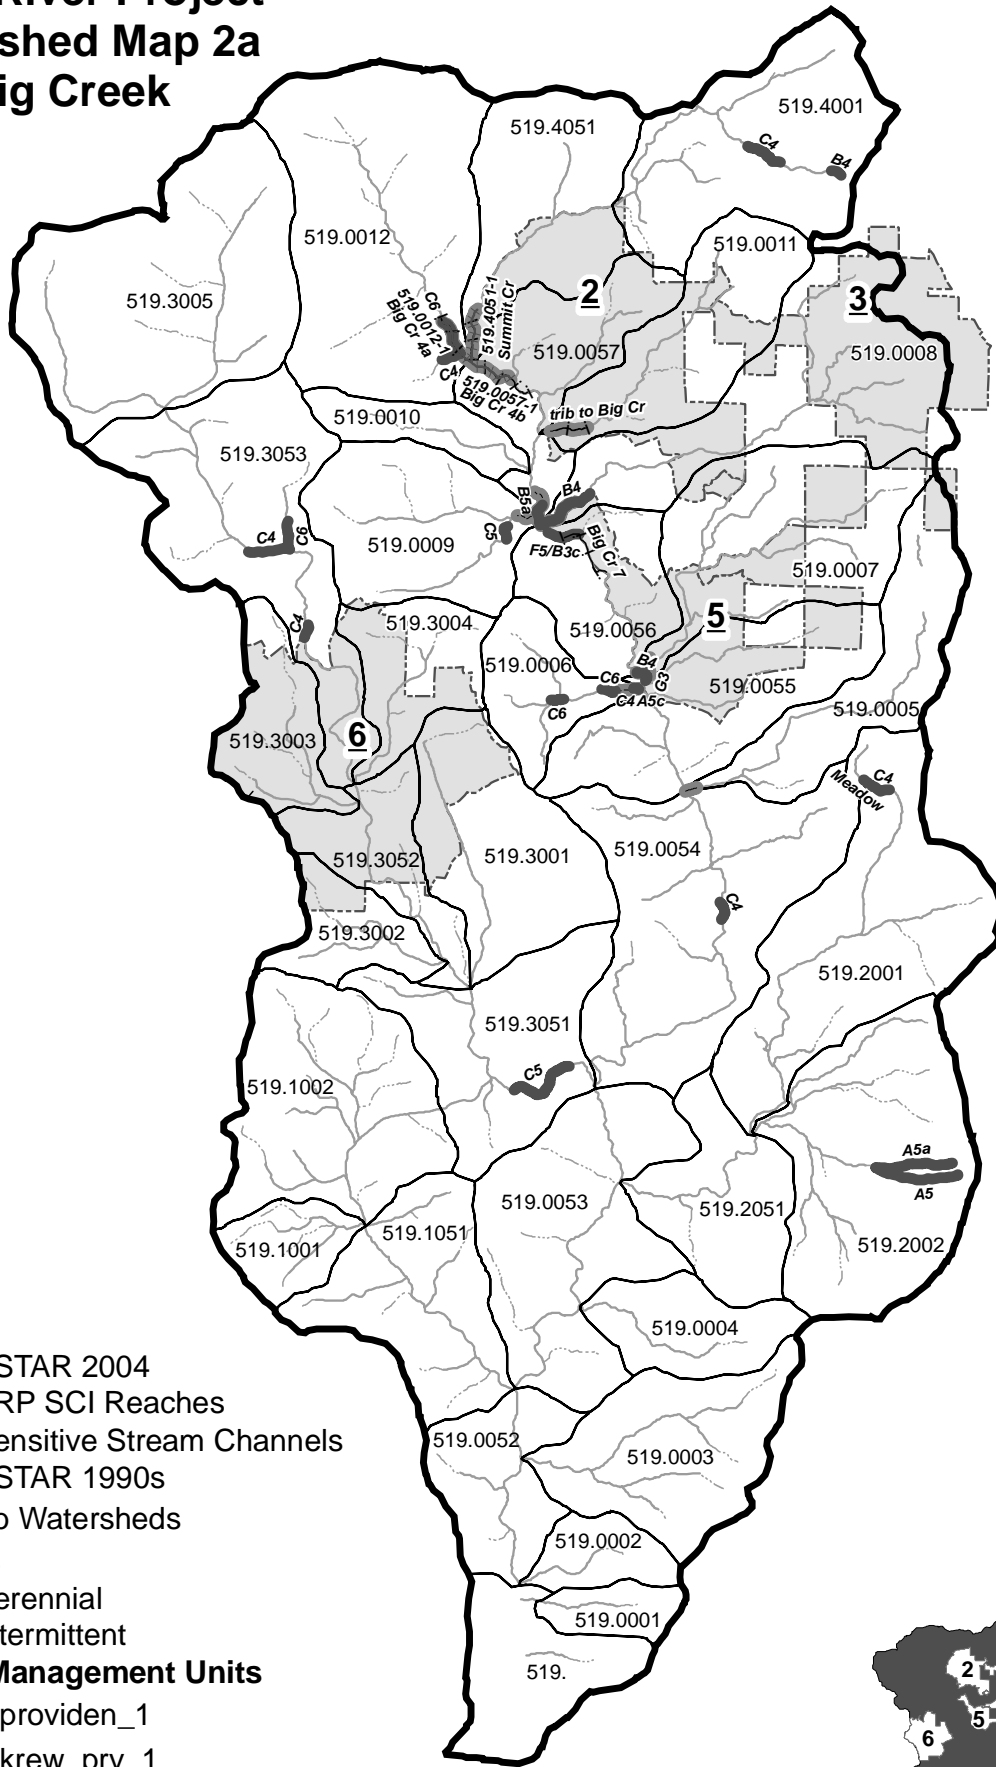 River Project
shed Map 2a
ig Creek
519.4051
519.4001
C4
B4
519.0012
519.0011
519.3005
2
3
C6
519.0012-1
Big Cr 4a
519.4051-1
Summit Cr
519.0057
519.0008
C4
519.0057-1
Big Cr 4b
519.0010
trib to Big Cr
519.3053
B5a
B4
C4
C6
519.0009
C5
F5/B3c
Big Cr 7
519.0007
C4
519.3004
519.0056
5
519.0006
B4
C6
G3
C4
A5c
519.0055
C6
519.0005
519.3003
6
C4
Meadow
519.3052
519.3001
519.0054
C4
519.3002
519.2001
519.3051
C5
519.1002
A5a
A5
519.0053
519.2051
519.1051
519.1001
519.2002
519.0004
STAR 2004
RP SCI Reaches
ensitive Stream Channels
519.0052
519.0003
STAR 1990s
o Watersheds
519.0002
erennial
519.0001
ntermittent
Management Units
519.
2
providen_1
5
6
krew_prv_1